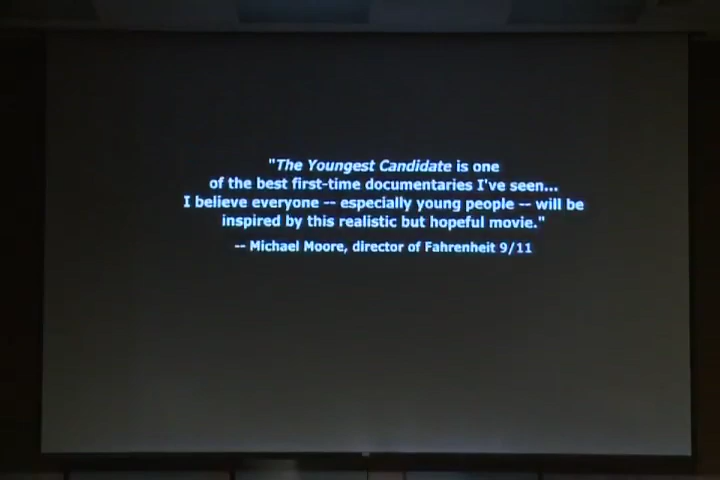 "The Youngest Candidate is one
of the best first-time documentaries I've seen...
I believe everyone -- especially young people -- will be
inspired by this realistic but hopeful movie."
-- Michael Moore, director of Fahrenheit 9/11